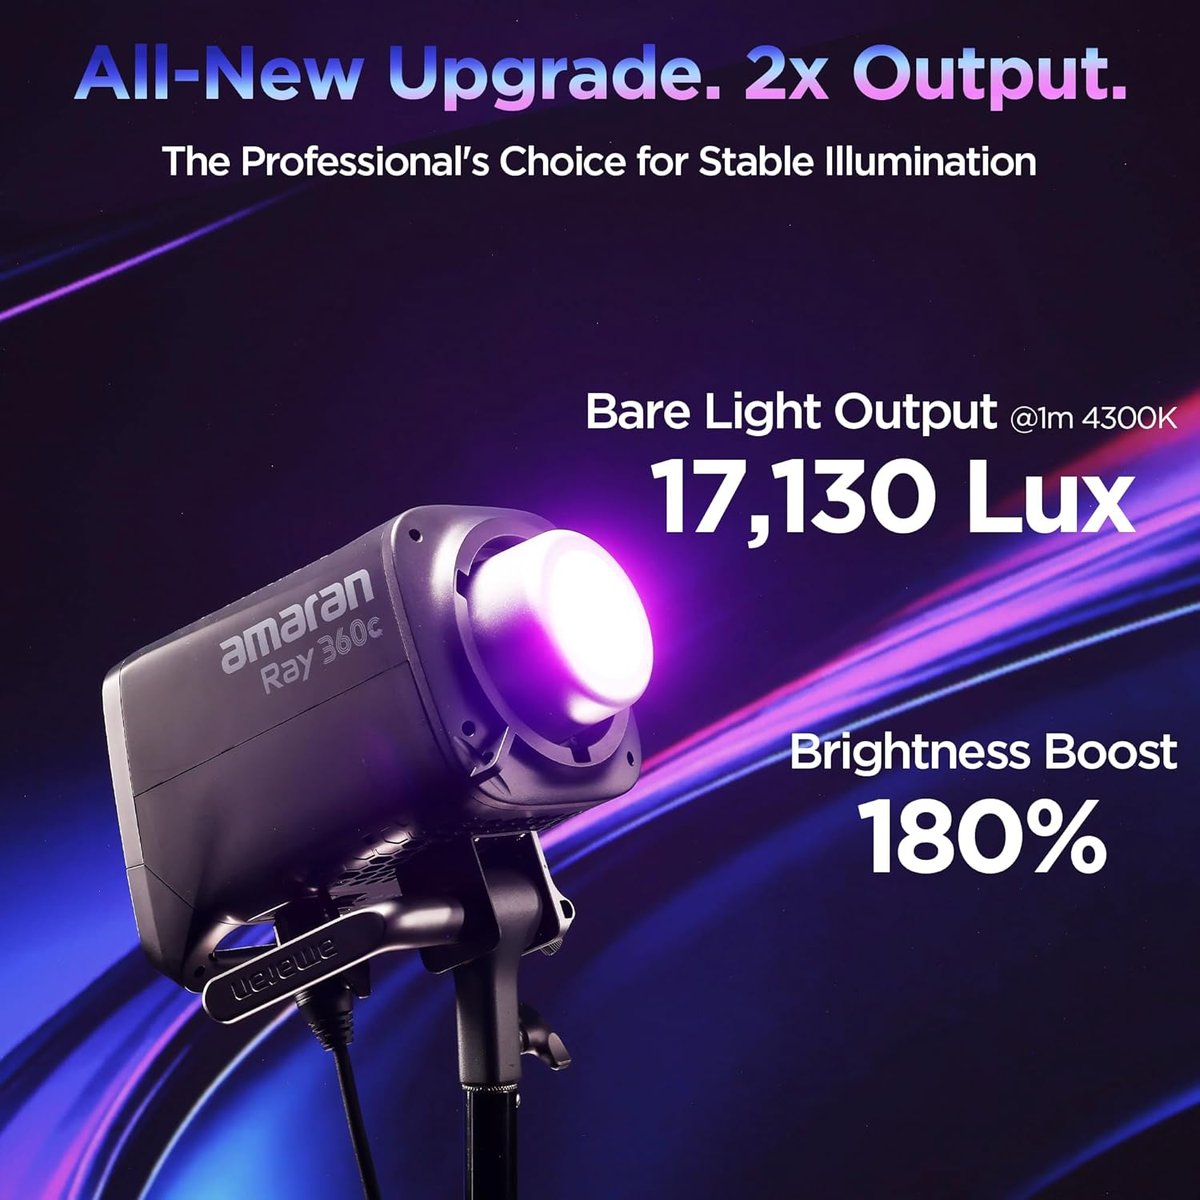 All-New Upgrade. 2x Output.
The Professional's Choice for Stable Illumination
Bare Light Output @1m 4300K
17,130 Lux
amaran
Ray 360c
Brightness Boost
180%
amaran